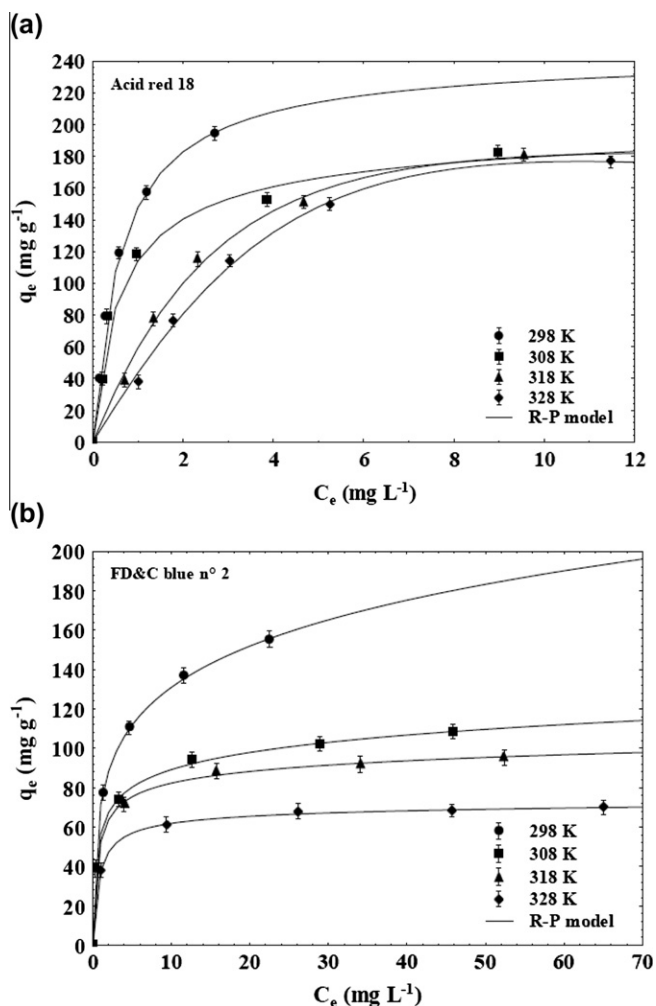 (a)
240
220
200
180
160
140
120
100
80
60
40
20
0
qe (mg g-1)
Acid red 18
298 K
308 K
318 K
328 K
R-P model
0 2 4 6 8 10 12
Ce (mg L-1)
(b)
200
180
160
140
120
100
80
60
40
20
0
qe (mg g-1)
FD&C blue n° 2
298 K
308 K
318 K
328 K
R-P model
0 10 20 30 40 50 60 70
Ce (mg L-1)